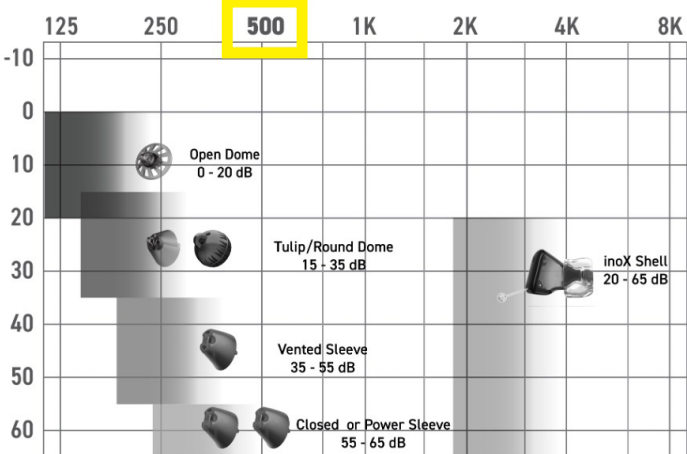 125 250 500 1K 2K 4K 8K
-10
0
Open Dome
10
0 - 20 dB
20
Tulip/Round Dome
inoX Shell
15 - 35 dB
30
20 - 65 dB
40
Vented Sleeve
35 - 55 dB
50
Closed or Power Sleeve
60
55 - 65 dB